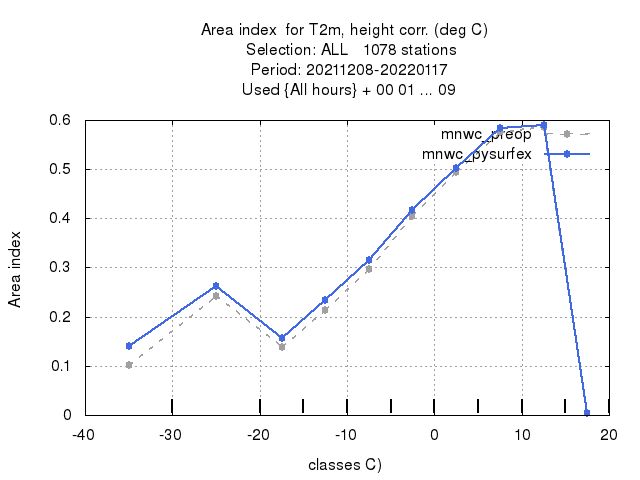 Area index  for T2m, height corr. (deg C)
Selection: ALL   1078 stations
Period: 20211208-20220117
Used {All hours} + 00 01 ... 09
mnwc_preop
mnwc_pysurfex
Area index
0.6
0.5
0.4
0.3
0.2
0.1
0
-40 -30 -20 -10 0 10 20
classes C)